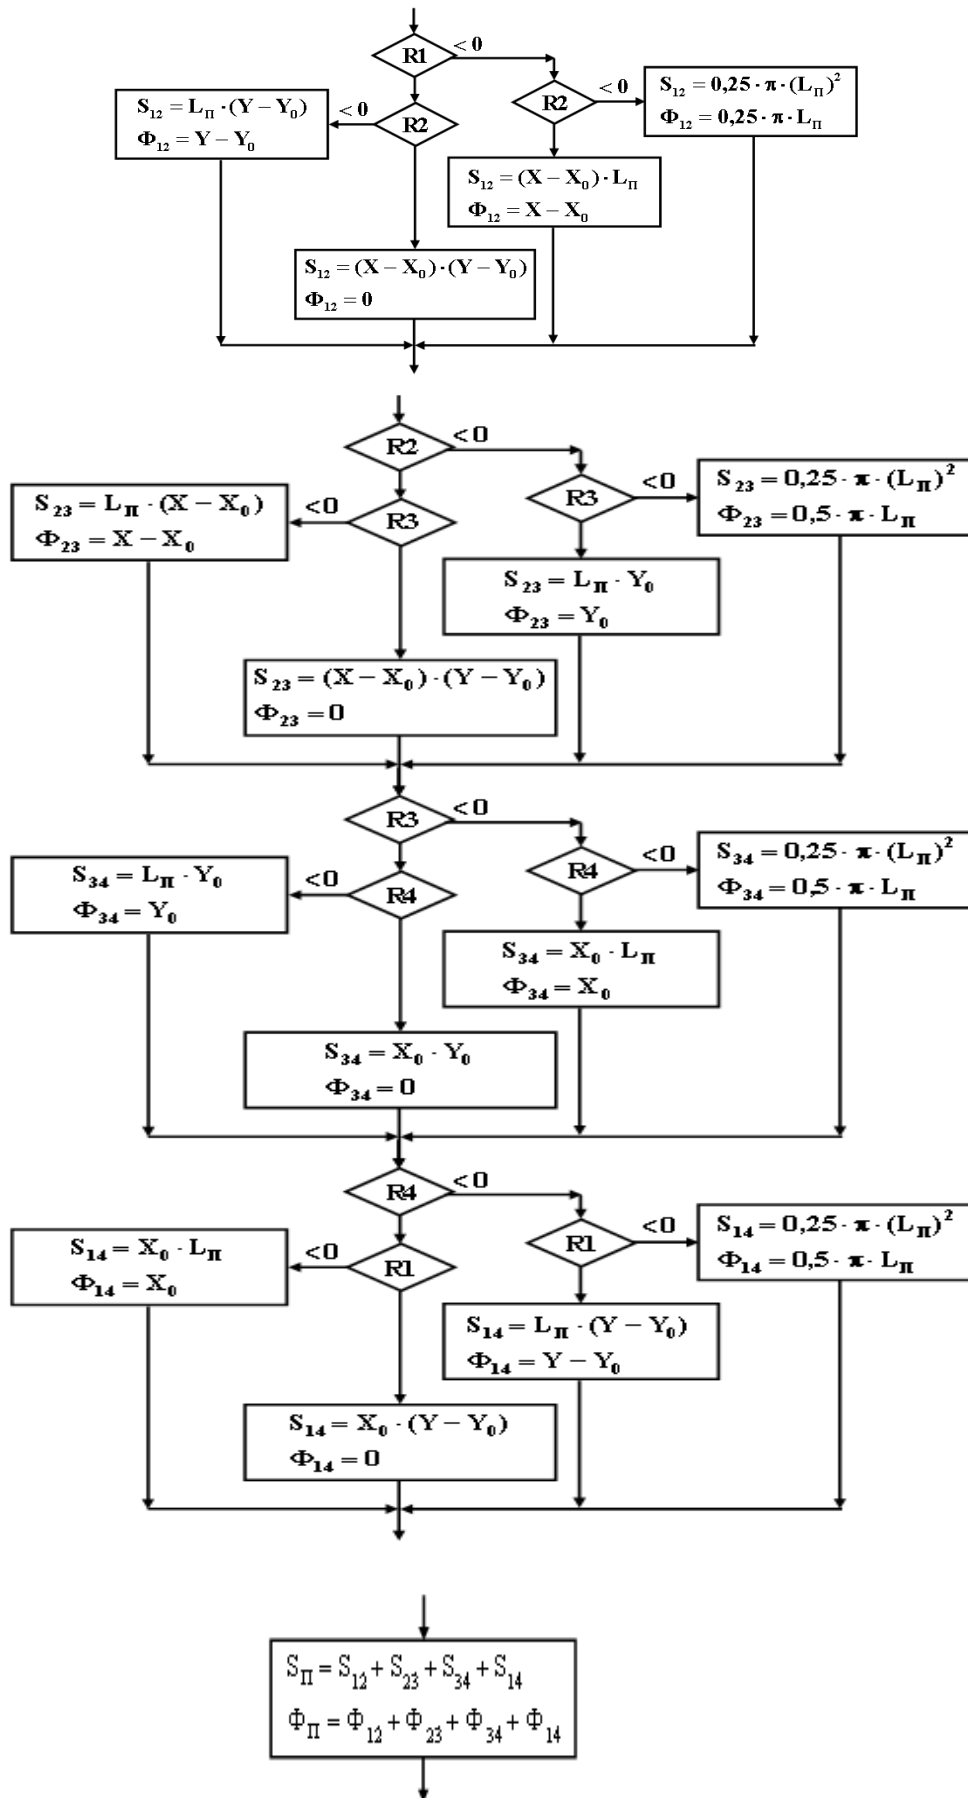 R1
< 0
R2
< 0
S₁₂ = 0,25 · π · (L_П)²
Φ₁₂ = 0,25 · π · L_П
S₁₂ = L_П · (Y – Y₀)
Φ₁₂ = Y – Y₀
< 0
R2
S₁₂ = (X – X₀) · L_П
Φ₁₂ = X – X₀
S₁₂ = (X – X₀) · (Y – Y₀)
Φ₁₂ = 0
R2
< 0
R3
< 0
S₂₃ = 0,25 · π · (L_П)²
Φ₂₃ = 0,5 · π · L_П
S₂₃ = L_П · (X – X₀)
Φ₂₃ = X – X₀
< 0
R3
S₂₃ = L_П · Y₀
Φ₂₃ = Y₀
S₂₃ = (X – X₀) · (Y – Y₀)
Φ₂₃ = 0
R3
< 0
R4
< 0
S₃₄ = 0,25 · π · (L_П)²
Φ₃₄ = 0,5 · π · L_П
S₃₄ = L_П · Y₀
Φ₃₄ = Y₀
< 0
R4
S₃₄ = X₀ · L_П
Φ₃₄ = X₀
S₃₄ = X₀ · Y₀
Φ₃₄ = 0
R4
< 0
R1
< 0
S₁₄ = 0,25 · π · (L_П)²
Φ₁₄ = 0,5 · π · L_П
S₁₄ = X₀ · L_П
Φ₁₄ = X₀
< 0
R1
S₁₄ = L_П · (Y – Y₀)
Φ₁₄ = Y – Y₀
S₁₄ = X₀ · (Y – Y₀)
Φ₁₄ = 0
S_П = S₁₂ + S₂₃ + S₃₄ + S₁₄
Φ_П = Φ₁₂ + Φ₂₃ + Φ₃₄ + Φ₁₄